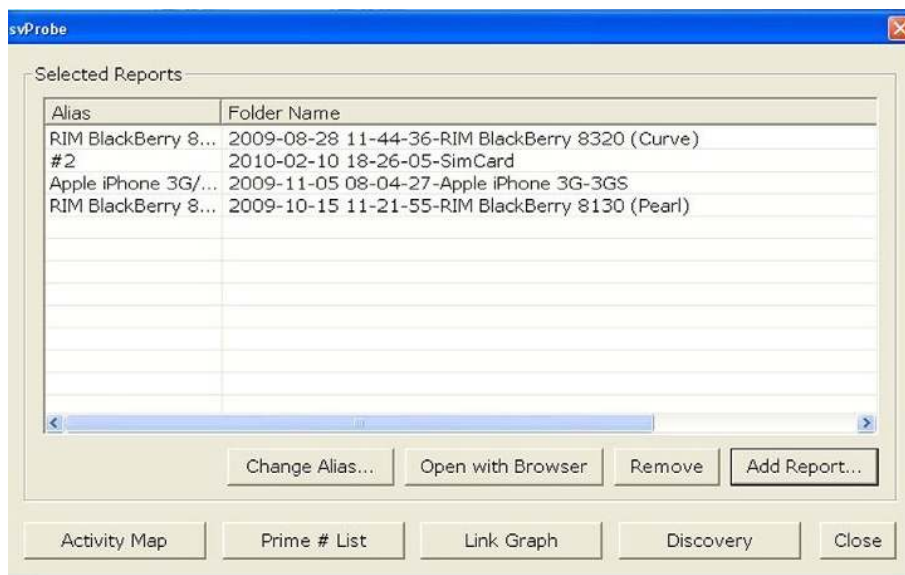 svProbe
Selected Reports
Alias Folder Name
RIM BlackBerry 8... 2009-08-28 11-44-36-RIM BlackBerry 8320 (Curve)
#2 2010-02-10 18-26-05-SimCard
Apple iPhone 3G/... 2009-11-05 08-04-27-Apple iPhone 3G-3GS
RIM BlackBerry 8... 2009-10-15 11-21-55-RIM BlackBerry 8130 (Pearl)
Change Alias... Open with Browser Remove Add Report...
Activity Map Prime # List Link Graph Discovery Close